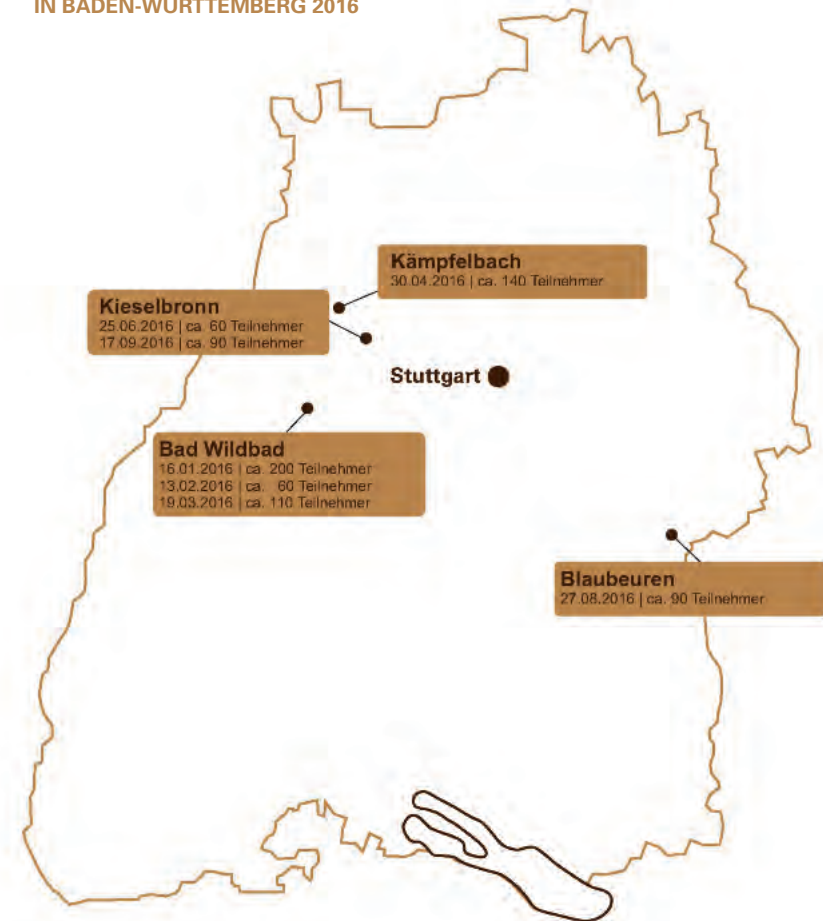 IN BADEN-WÜRTTEMBERG 2016
Kämpfelbach
30.04.2016 | ca. 140 Teilnehmer
Kieselbronn
25.06.2016 | ca. 60 Teilnehmer
17.09.2016 | ca. 90 Teilnehmer
Stuttgart
Bad Wildbad
16.01.2016 | ca. 200 Teilnehmer
13.02.2016 | ca. 60 Teilnehmer
19.03.2016 | ca. 110 Teilnehmer
Blaubeuren
27.08.2016 | ca. 90 Teilnehmer